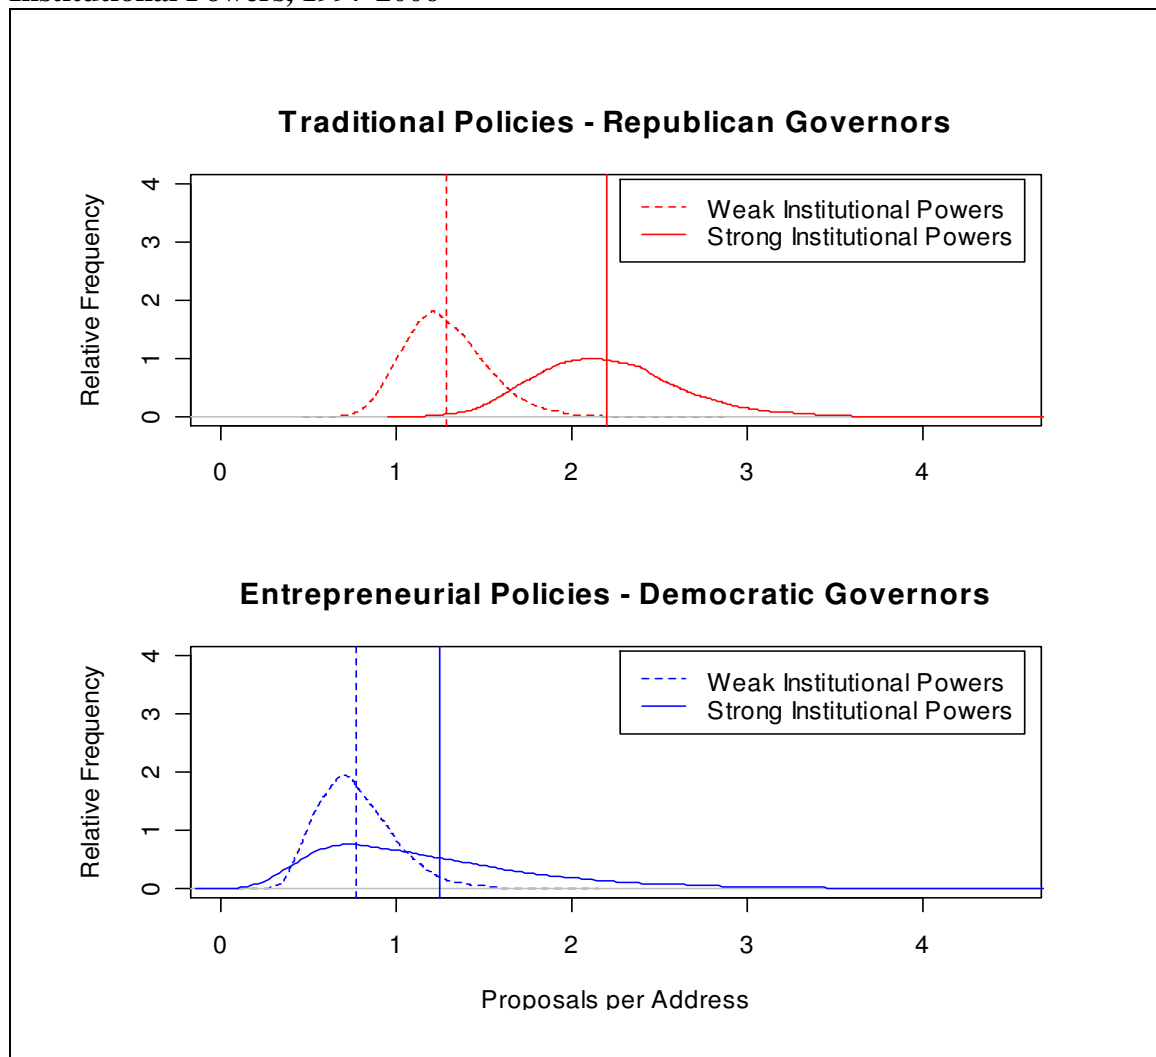 Traditional Policies - Republican Governors
Relative Frequency
4
3
2
1
0
Weak Institutional Powers
Strong Institutional Powers
0 1 2 3 4
Entrepreneurial Policies - Democratic Governors
Relative Frequency
4
3
2
1
0
Weak Institutional Powers
Strong Institutional Powers
0 1 2 3 4
Proposals per Address